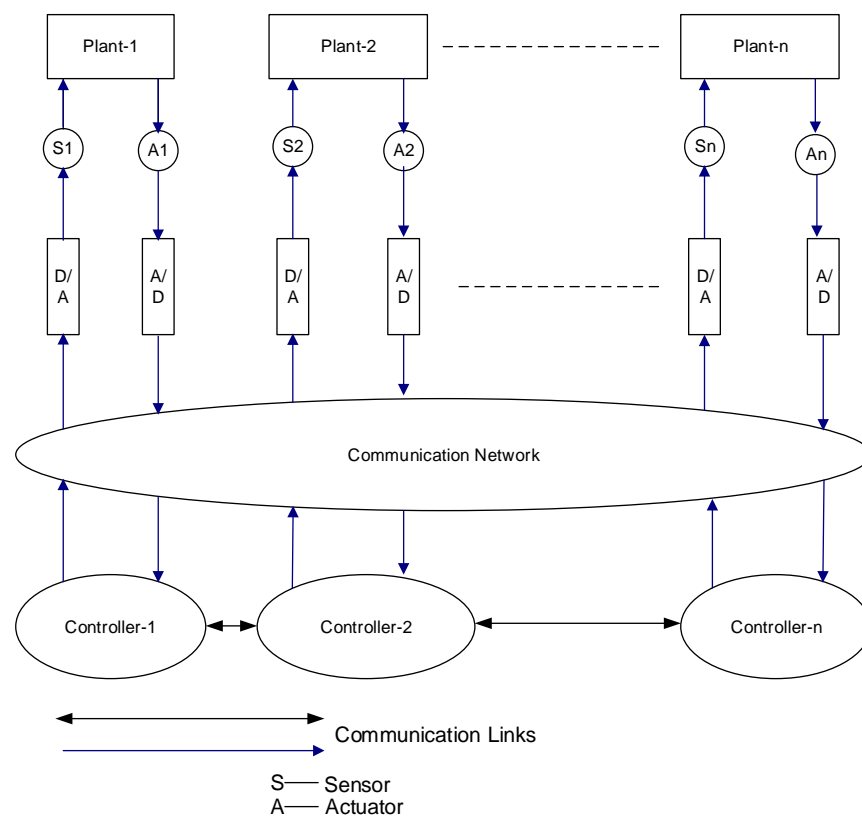 Plant-1
Plant-2
Plant-n
S1
A1
S2
A2
Sn
An
D/
A
A/
D
D/
A
A/
D
D/
A
A/
D
Communication Network
Controller-1
Controller-2
Controller-n
Communication Links
S — Sensor
A — Actuator